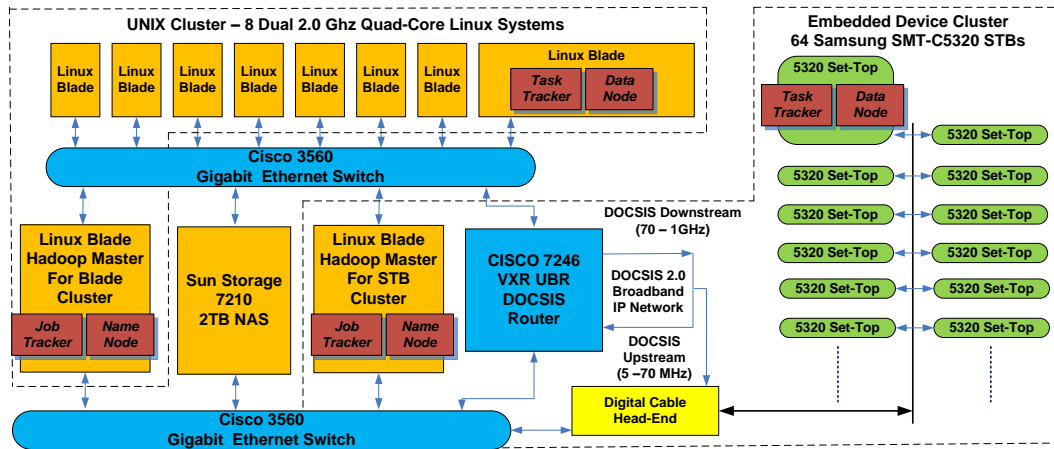 UNIX Cluster – 8 Dual 2.0 Ghz Quad-Core Linux Systems
Linux
Blade
Linux
Blade
Linux
Blade
Linux
Blade
Linux
Blade
Linux
Blade
Linux
Blade
Linux Blade
Task
Tracker
Data
Node
Cisco 3560
Gigabit Ethernet Switch
Linux Blade
Hadoop Master
For Blade
Cluster
Job
Tracker
Name
Node
Sun Storage
7210
2TB NAS
Linux Blade
Hadoop Master
For STB
Cluster
Job
Tracker
Name
Node
CISCO 7246
VXR UBR
DOCSIS
Router
DOCSIS Downstream
(70 – 1GHz)
DOCSIS 2.0
Broadband
IP Network
DOCSIS
Upstream
(5 –70 MHz)
Cisco 3560
Gigabit Ethernet Switch
Digital Cable
Head-End
Embedded Device Cluster
64 Samsung SMT-C5320 STBs
5320 Set-Top
Task
Tracker
Data
Node
5320 Set-Top
5320 Set-Top
5320 Set-Top
5320 Set-Top
5320 Set-Top
5320 Set-Top
5320 Set-Top
5320 Set-Top
5320 Set-Top
5320 Set-Top
5320 Set-Top